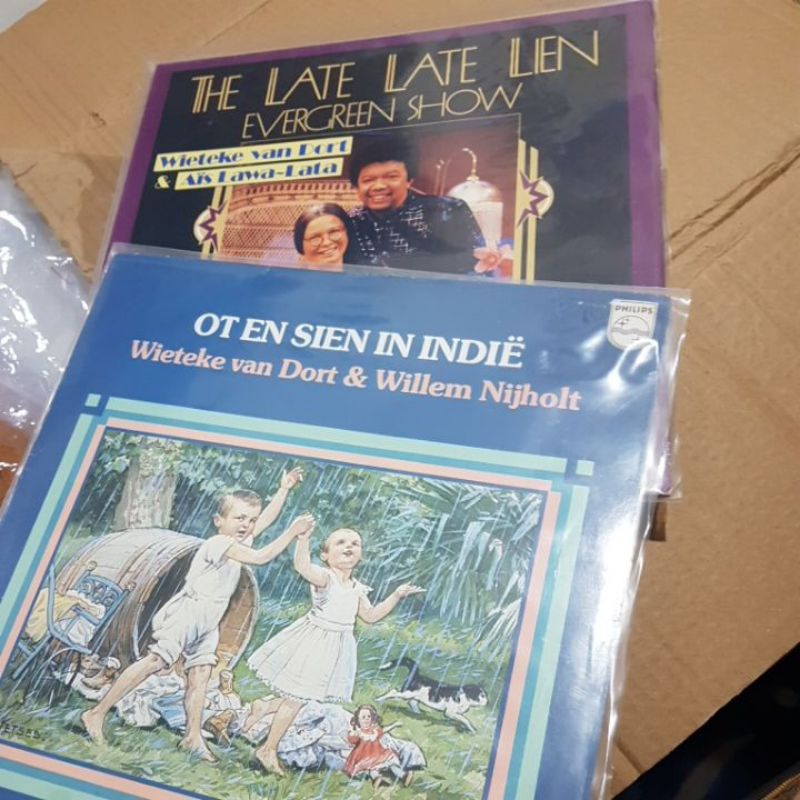 THE LATE LATE LIEN
EVERGREEN SHOW
Wieteke van Dort
& Ais Lawa-Lata
PHILIPS
OT EN SIEN IN INDIË
Wieteke van Dort & Willem Nijholt